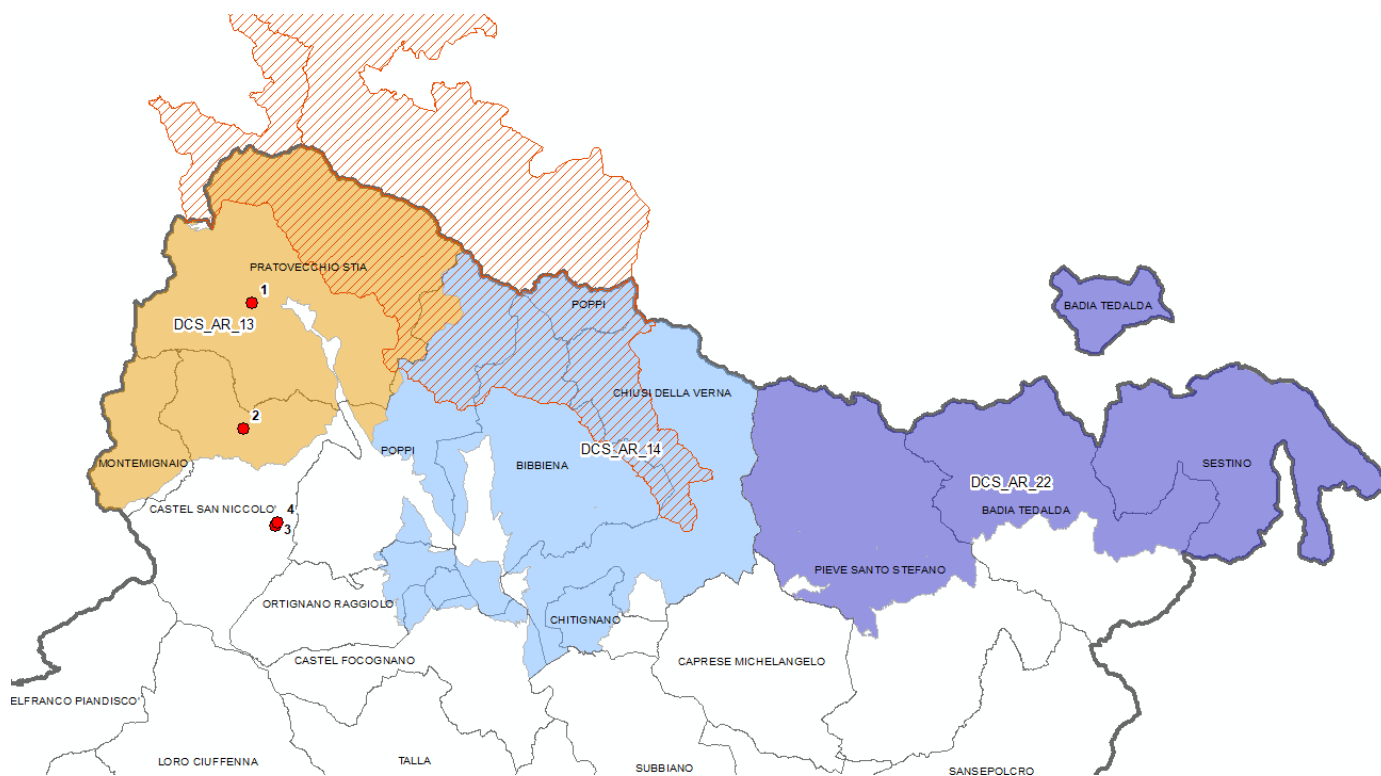 PRATOVECCHIO STIA
1
DCS_AR_13
POPPI
BADIA TEDALDA
CHIUSI DELLA VERNA
2
MONTEMIGNAIO
POPPI
BIBBIENA
DCS_AR_14
SESTINO
DCS_AR_22
BADIA TEDALDA
CASTEL SAN NICCOLO'
4
3
PIEVE SANTO STEFANO
ORTIGNANO RAGGIOLO
CHITIGNANO
CASTEL FOCOGNANO
CAPRESE MICHELANGELO
ELFRANCO PIANDISCO'
LORO CIUFFENNA
TALLA
SUBBIANO
SANSEPOLCRO